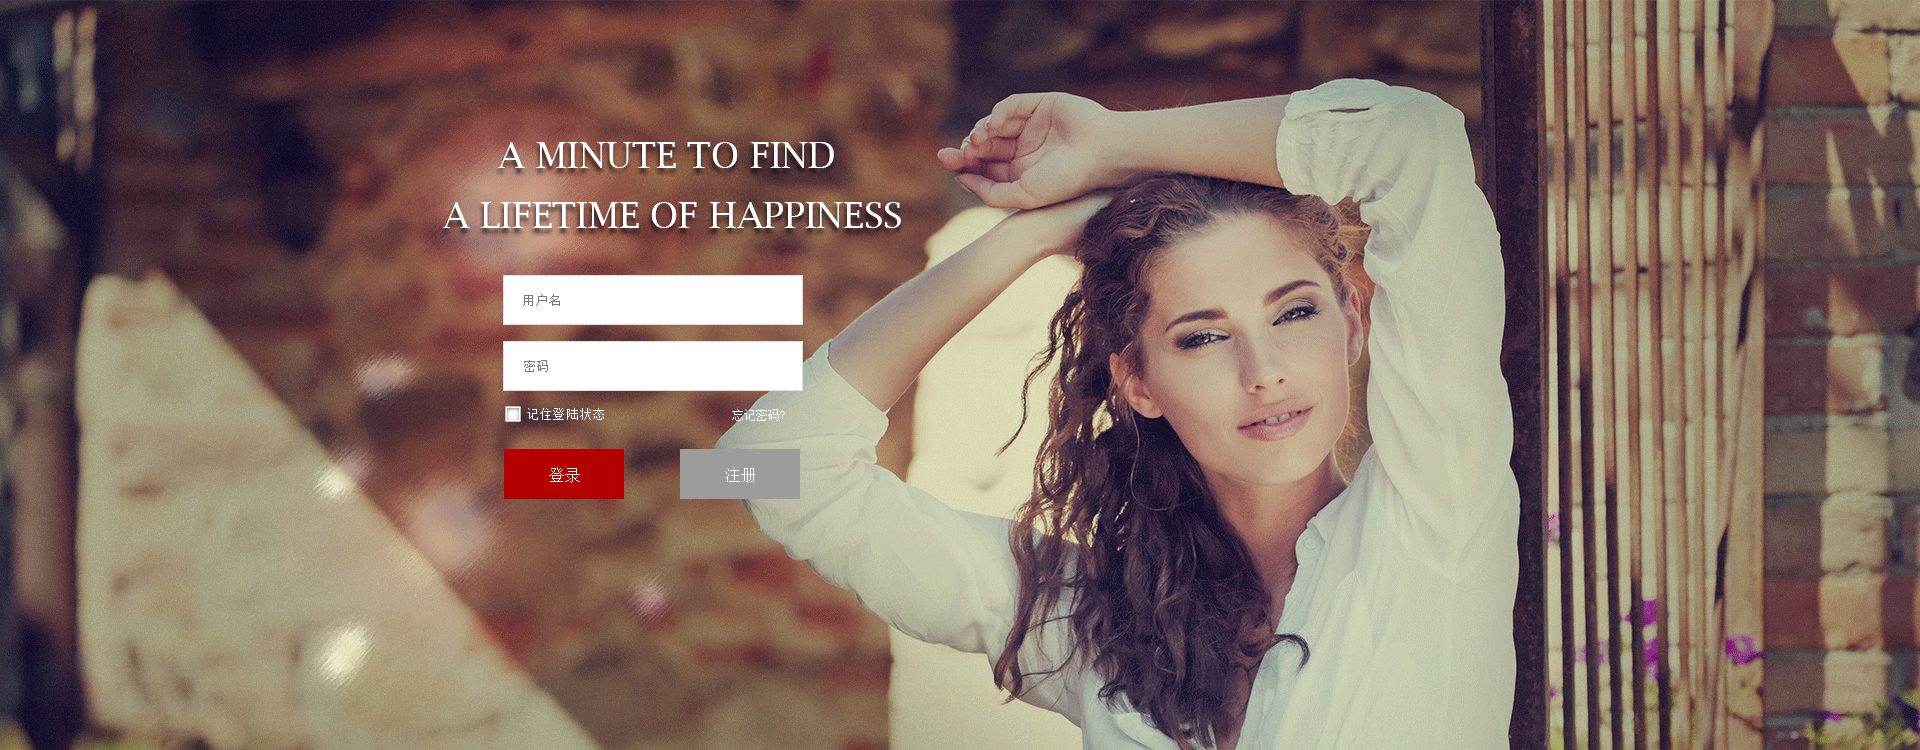 A MINUTE TO FIND
A LIFETIME OF HAPPINESS
用户名
密码
记住登陆状态 忘记密码?
登录 注册